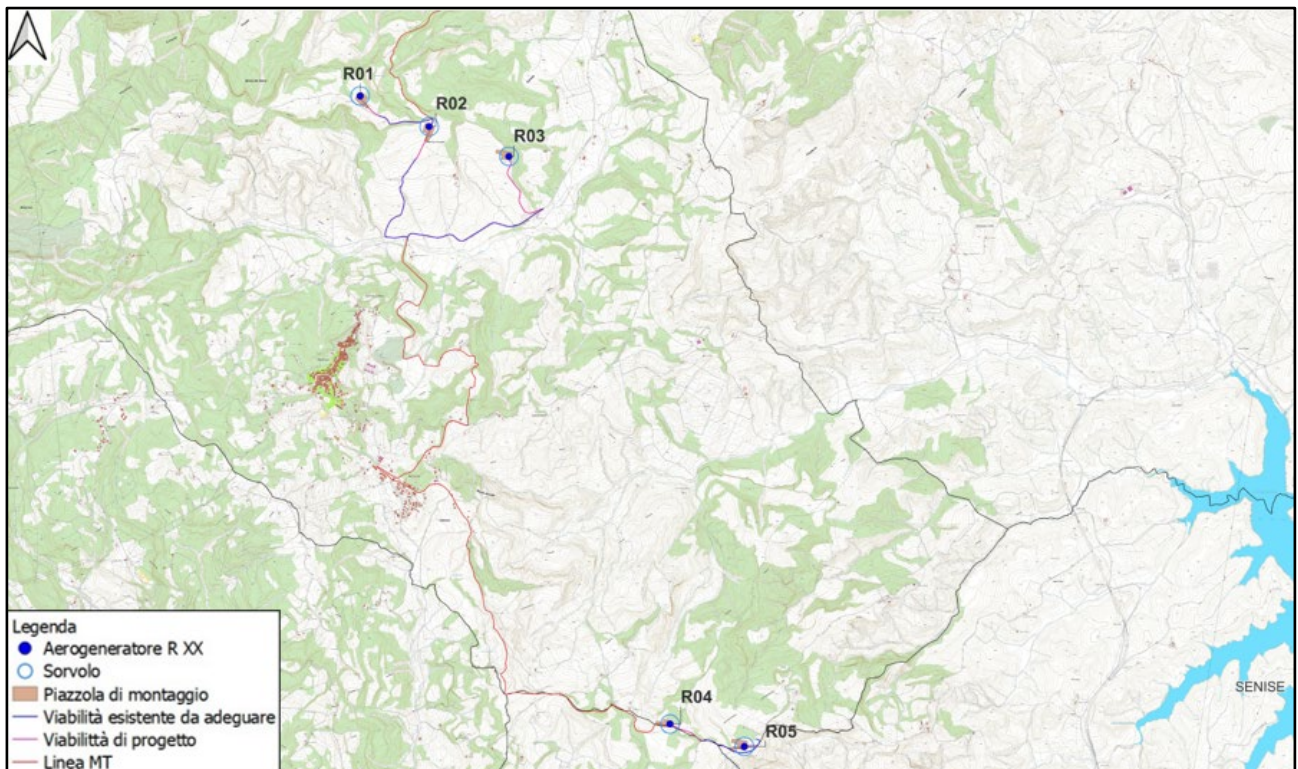 R01
R02
R03
R04
R05
SENISE
Legenda
Aerogeneratore R XX
Sorvolo
Piazzola di montaggio
Viabilità esistente da adeguare
Viabilittà di progetto
Linea MT